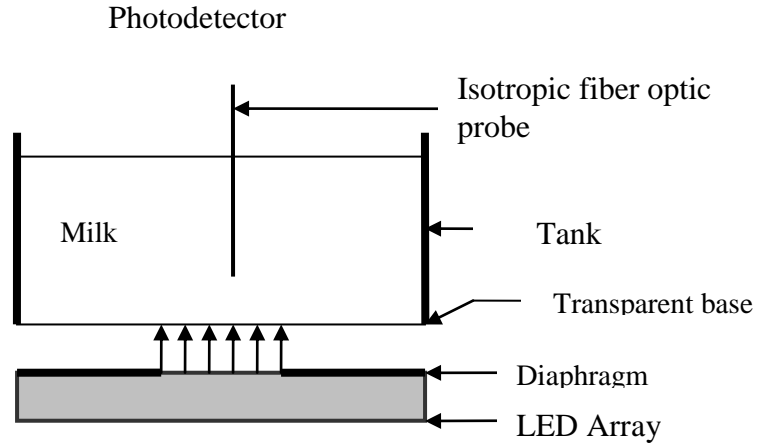 Photodetector
Isotropic fiber optic
probe
Milk
Tank
Transparent base
Diaphragm
LED Array